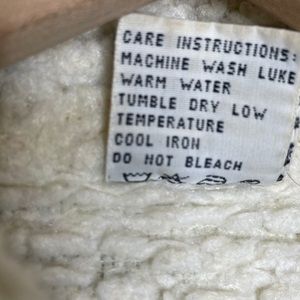 CARE INSTRUCTIONS:
MACHINE WASH LUKE
WARM WATER
TUMBLE DRY LOW
TEMPERATURE
COOL IRON
DO NOT BLEACH